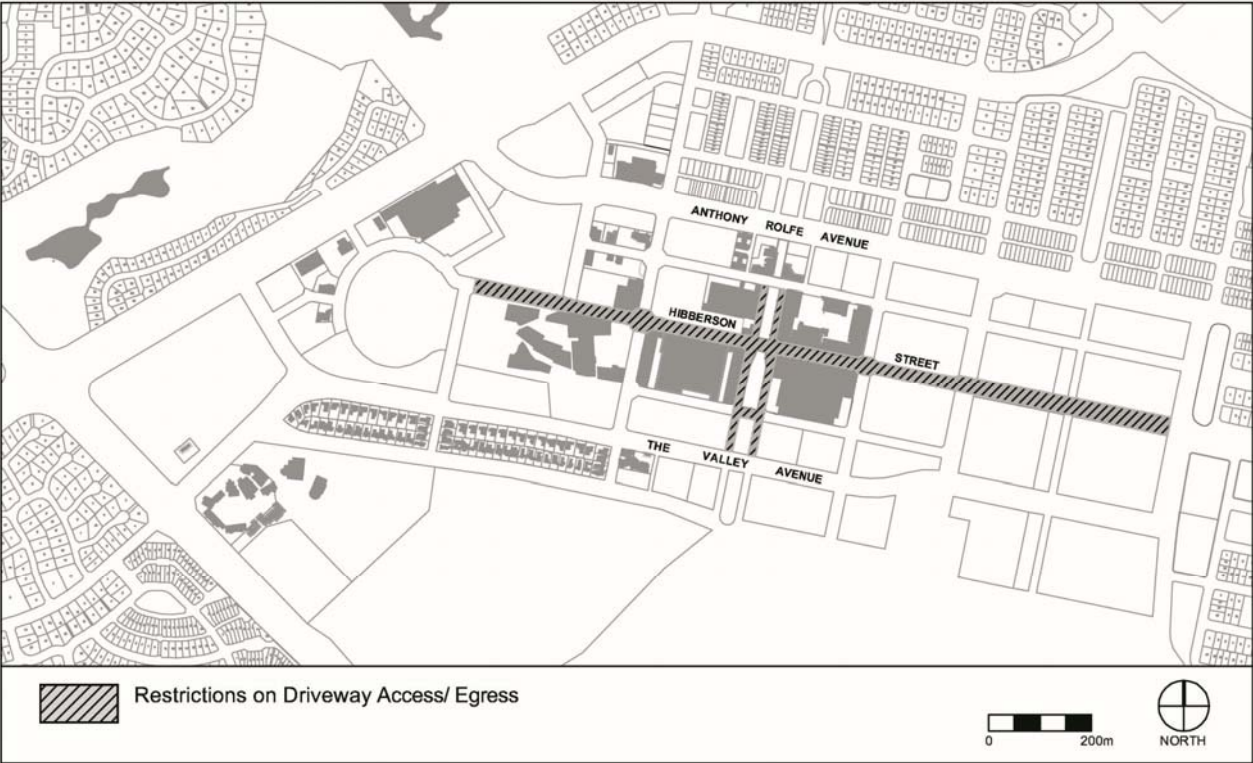 ANTHONY ROLFE AVENUE
HIBBERSON STREET
THE VALLEY AVENUE
Restrictions on Driveway Access/ Egress
0 200m
NORTH